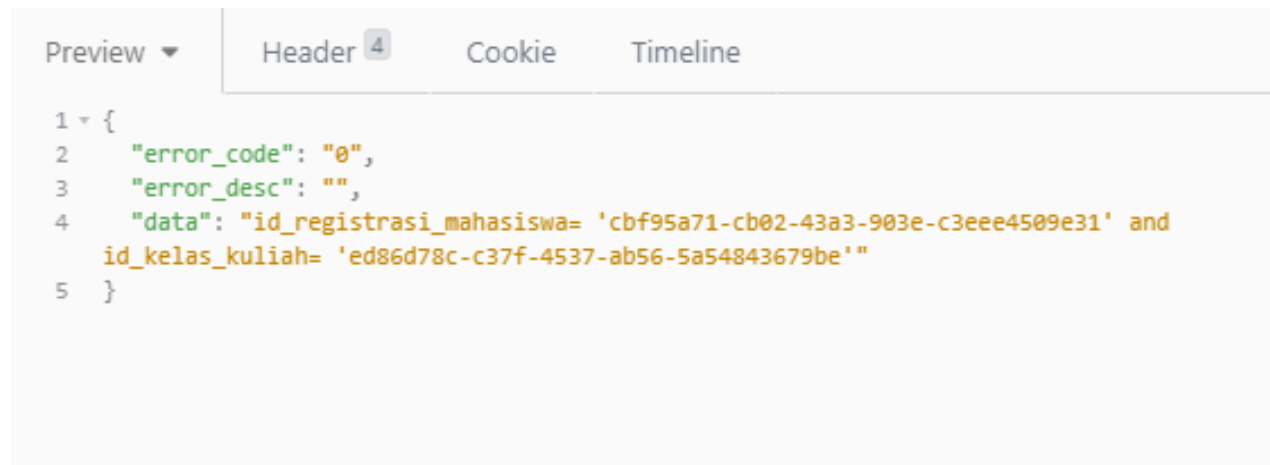 Preview Header 4 Cookie Timeline
1 {
2 "error_code": "0",
3 "error_desc": "",
4 "data": "id_registrasi_mahasiswa= 'cbf95a71-cb02-43a3-903e-c3eee4509e31' and
id_kelas_kuliah= 'ed86d78c-c37f-4537-ab56-5a54843679be'"
5 }